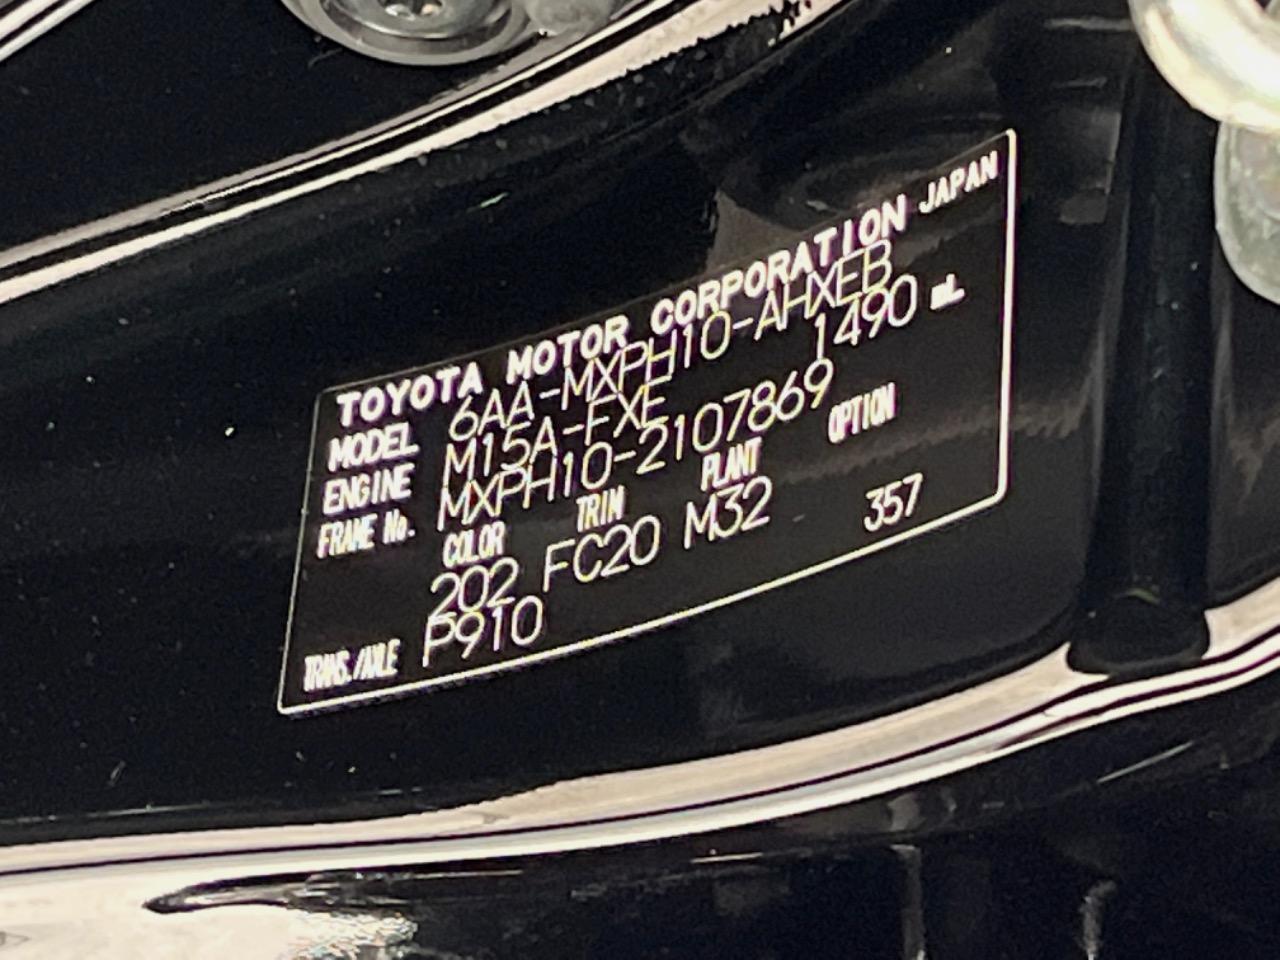 TOYOTA MOTOR CORPORATION JAPAN
MODEL 6AA-MXPH10-AHXEB
ENGINE M15A-FXE 1490 mL
FRAME No. MXPH10-2107869
COLOR TRIM PLANT OPTION
202 FC20 M32 357
TRANS./AXLE P910